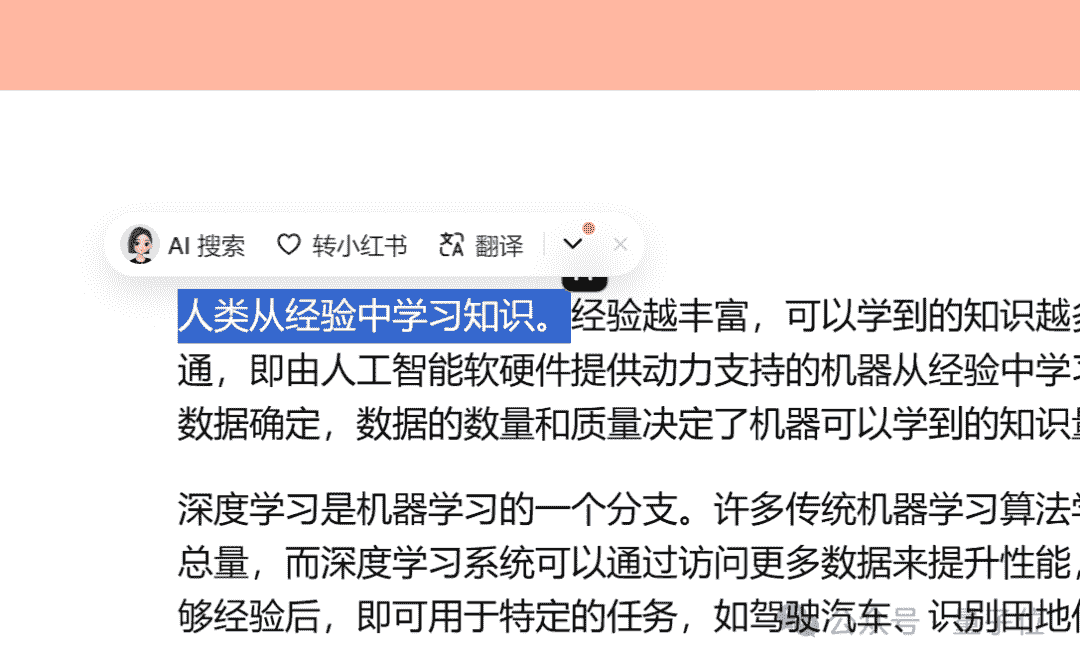 AI 搜索 转小红书 翻译
人类从经验中学习知识。经验越丰富，可以学到的知识越
通，即由人工智能软硬件提供动力支持的机器从经验中学
数据确定，数据的数量和质量决定了机器可以学到的知识
深度学习是机器学习的一个分支。许多传统机器学习算法
总量，而深度学习系统可以通过访问更多数据来提升性能，
够经验后，即可用于特定的任务，如驾驶汽车、识别田地
公众号 量子位